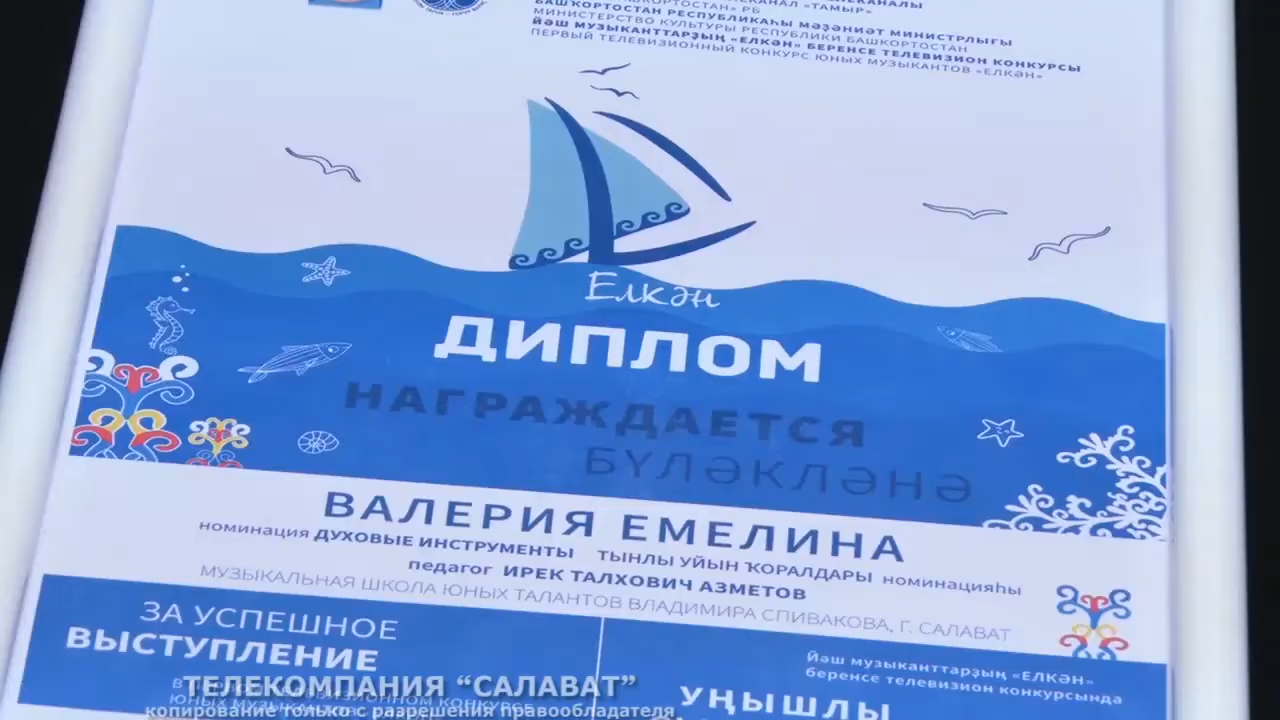 ТЕЛЕКАНАЛ «ТАМЫР»
БАШҠОРТОСТАН РЕСПУБЛИКАҺЫ МӘҘӘНИӘТ МИНИСТРЛЫҒЫ
МИНИСТЕРСТВО КУЛЬТУРЫ РЕСПУБЛИКИ БАШКОРТОСТАН
ЙӘШ МУЗЫКАНТТАРҘЫҢ «ЕЛКӘН» БЕРЕНСЕ ТЕЛЕВИЗИОН КОНКУРСЫ
ПЕРВЫЙ ТЕЛЕВИЗИОННЫЙ КОНКУРС ЮНЫХ МУЗЫКАНТОВ «ЕЛКӘН»
Елкән
ДИПЛОМ
НАГРАЖДАЕТСЯ
БҮЛӘКЛӘНӘ
ВАЛЕРИЯ ЕМЕЛИНА
номинация ДУХОВЫЕ ИНСТРУМЕНТЫ ТЫНЛЫ УЙЫН ҠОРАЛДАРЫ номинацияһы
педагог ИРЕК ТАЛХОВИЧ АЗМЕТОВ
МУЗЫКАЛЬНАЯ ШКОЛА ЮНЫХ ТАЛАНТОВ ВЛАДИМИРА СПИВАКОВА, Г. САЛАВАТ
ЗА УСПЕШНОЕ
ВЫСТУПЛЕНИЕ
Йәш музыканттарҙың «ЕЛКӘН»
беренсе телевизион конкурсында
УҢЫШЛЫ
ТЕЛЕКОМПАНИЯ “САЛАВАТ”
копирование только с разрешения правообладателя